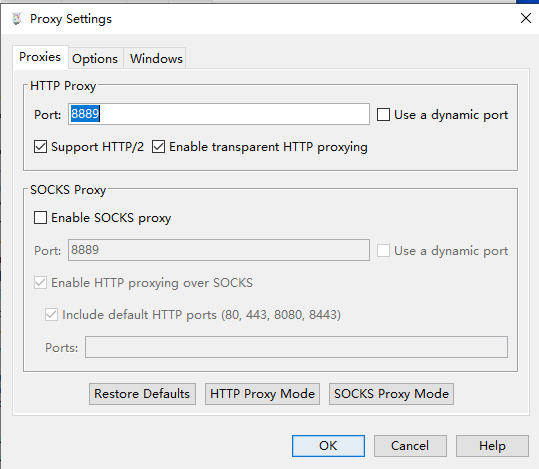 Proxy Settings
Proxies Options Windows
HTTP Proxy
Port: 8889 Use a dynamic port
Support HTTP/2 Enable transparent HTTP proxying
SOCKS Proxy
Enable SOCKS proxy
Port: 8889 Use a dynamic port
Enable HTTP proxying over SOCKS
Include default HTTP ports (80, 443, 8080, 8443)
Ports:
Restore Defaults HTTP Proxy Mode SOCKS Proxy Mode
OK Cancel Help